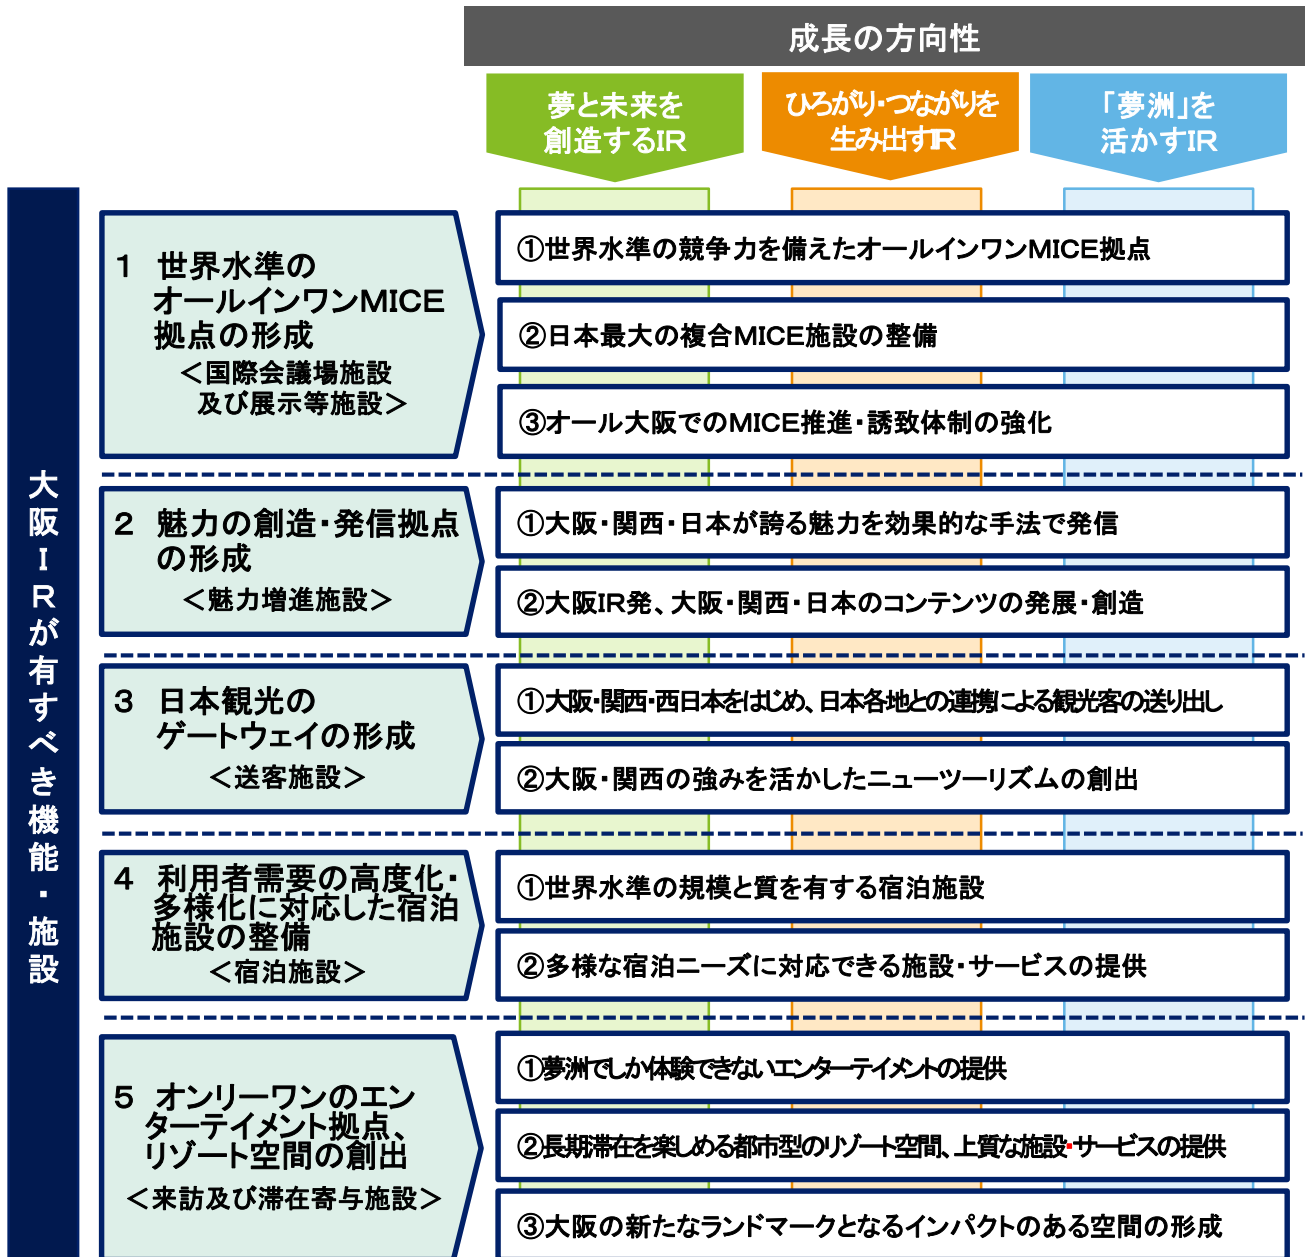 成長の方向性
夢と未来を
創造するIR
ひろがり・つながりを
生み出すIR
「夢洲」を
活かすIR
大阪IRが有すべき機能・施設
1 世界水準の
オールインワンMICE
拠点の形成
＜国際会議場施設
及び展示等施設＞
①世界水準の競争力を備えたオールインワンMICE拠点
②日本最大の複合MICE施設の整備
③オール大阪でのMICE推進・誘致体制の強化
2 魅力の創造・発信拠点
の形成
＜魅力増進施設＞
①大阪・関西・日本が誇る魅力を効果的な手法で発信
②大阪IR発、大阪・関西・日本のコンテンツの発展・創造
3 日本観光の
ゲートウェイの形成
＜送客施設＞
①大阪・関西・西日本をはじめ、日本各地との連携による観光客の送り出し
②大阪・関西の強みを活かしたニューツーリズムの創出
4 利用者需要の高度化・
多様化に対応した宿泊
施設の整備
＜宿泊施設＞
①世界水準の規模と質を有する宿泊施設
②多様な宿泊ニーズに対応できる施設・サービスの提供
5 オンリーワンのエン
ターテイメント拠点、
リゾート空間の創出
＜来訪及び滞在寄与施設＞
①夢洲でしか体験できないエンターテイメントの提供
②長期滞在を楽しめる都市型のリゾート空間、上質な施設・サービスの提供
③大阪の新たなランドマークとなるインパクトのある空間の形成